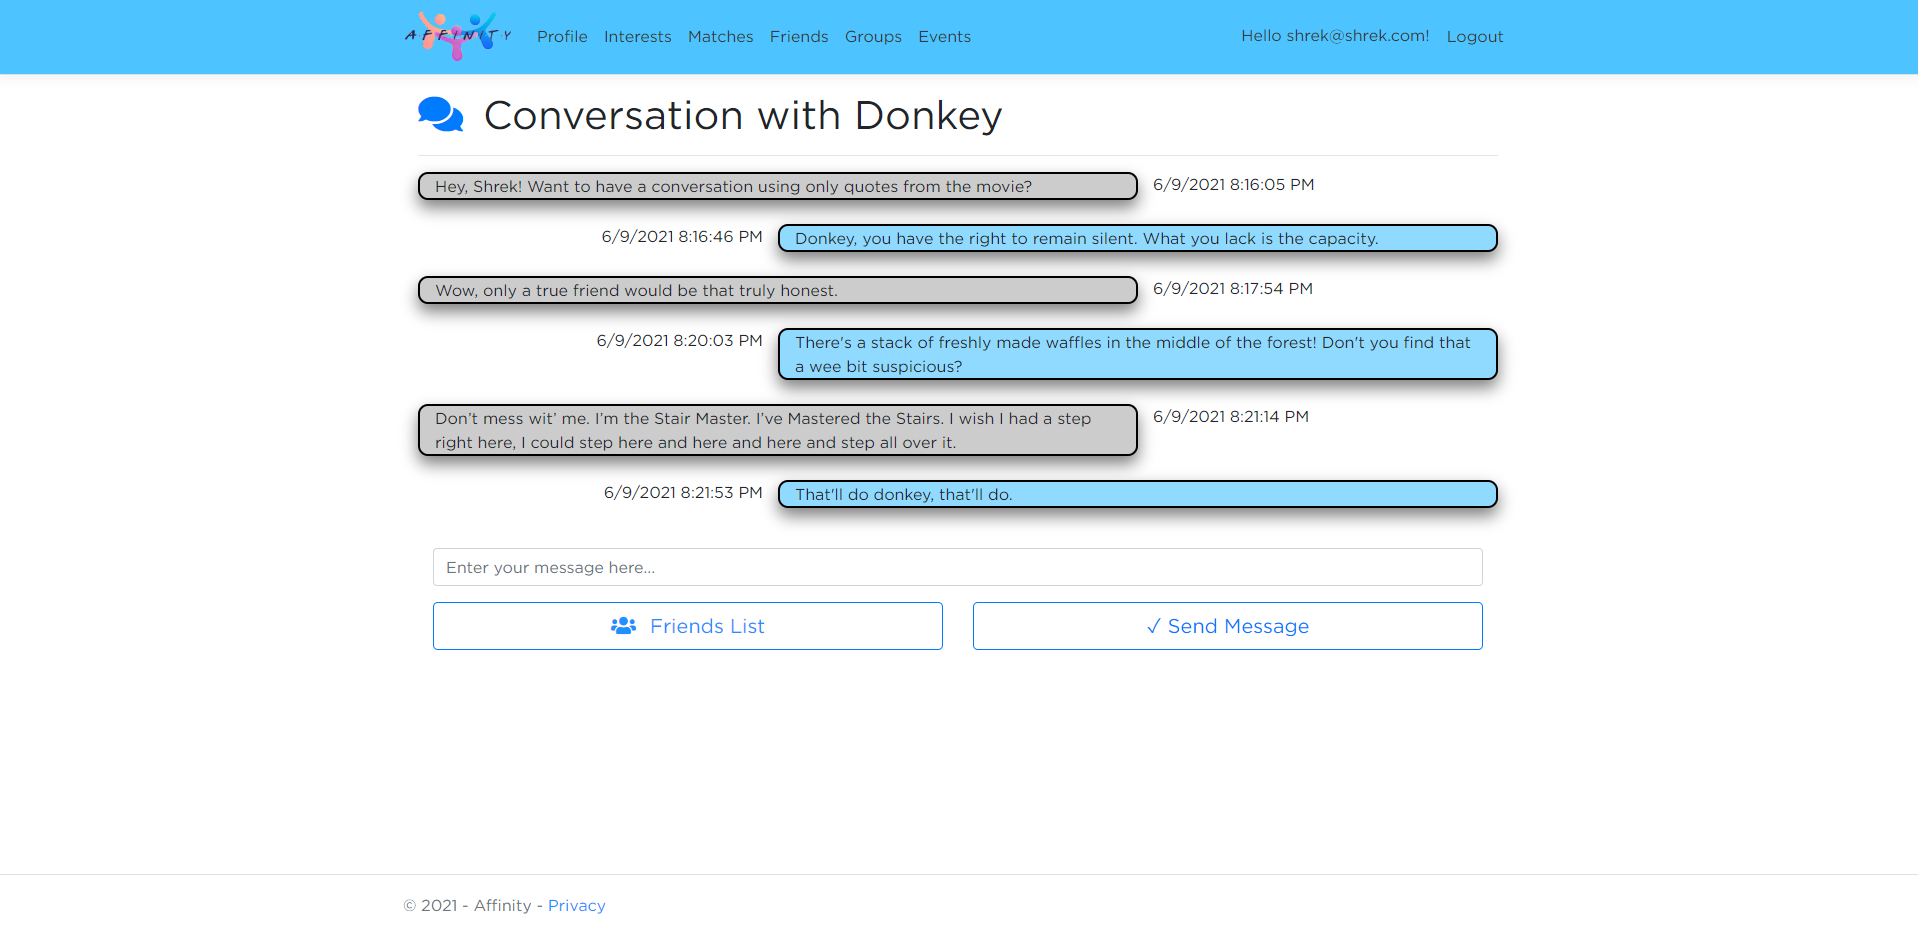 AFFINITY Profile Interests Matches Friends Groups Events Hello shrek@shrek.com! Logout
Conversation with Donkey
Hey, Shrek! Want to have a conversation using only quotes from the movie? 6/9/2021 8:16:05 PM
6/9/2021 8:16:46 PM Donkey, you have the right to remain silent. What you lack is the capacity.
Wow, only a true friend would be that truly honest. 6/9/2021 8:17:54 PM
6/9/2021 8:20:03 PM There's a stack of freshly made waffles in the middle of the forest! Don't you find that
a wee bit suspicious?
Don’t mess wit’ me. I’m the Stair Master. I’ve Mastered the Stairs. I wish I had a step 6/9/2021 8:21:14 PM
right here, I could step here and here and here and step all over it.
6/9/2021 8:21:53 PM That'll do donkey, that'll do.
Enter your message here...
Friends List ✓ Send Message
© 2021 - Affinity - Privacy